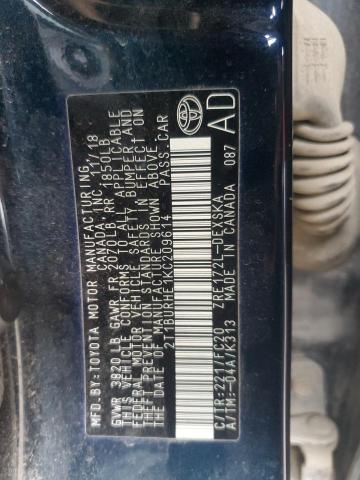 MFD.BY:TOYOTA MOTOR MANUFACTURING
CANADA INC. 11/18
GVWR 3820 LB GAWR FR 2070LB RR 1850LB
THIS VEHICLE CONFORMS TO ALL APPLICABLE
FEDERAL MOTOR VEHICLE SAFETY, BUMPER, AND
THEFT PREVENTION STANDARDS IN EFFECT ON
THE DATE OF MANUFACTURE SHOWN ABOVE.
2T1BURHE1KC209614 PASS.CAR
C/TR:221/FC20 ZRE172L-DEXSKA
A/TM:-04A/K313 MADE IN CANADA 087
AD